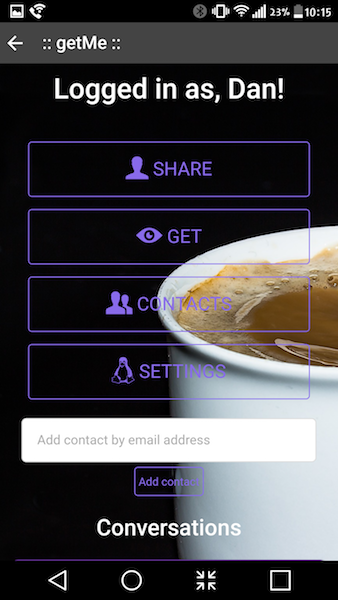 23% 10:15
:: getMe ::
Logged in as, Dan!
SHARE
GET
CONTACTS
SETTINGS
Add contact by email address
Add contact
Conversations